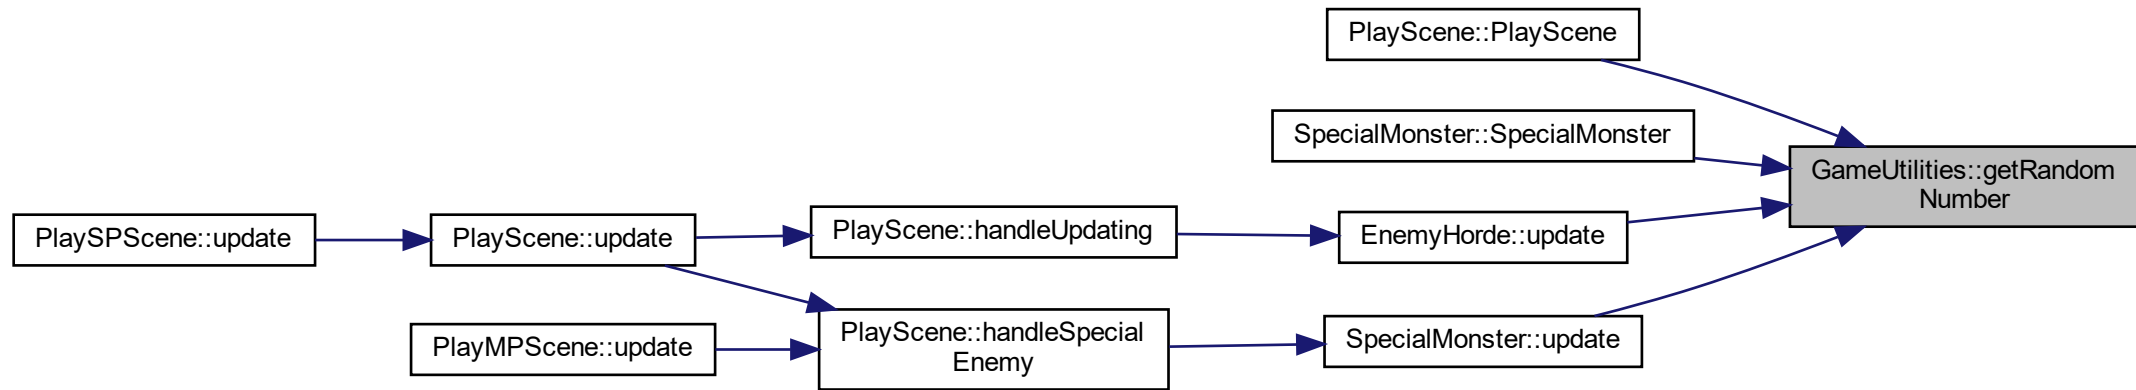 PlayScene::PlayScene
SpecialMonster::SpecialMonster
GameUtilities::getRandom
Number
PlaySPScene::update
PlayScene::update
PlayScene::handleUpdating
EnemyHorde::update
PlayMPScene::update
PlayScene::handleSpecial
Enemy
SpecialMonster::update